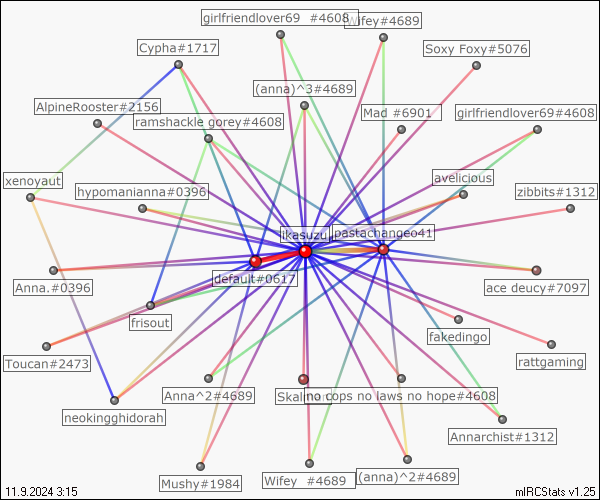 girlfriendlover69 #4608
Wifey#4689
Cypha#1717
Soxy Foxy#5076
(anna)^3#4689
AlpineRooster#2156
Mad #6901
girlfriendlover69#4608
ramshackle gorey#4608
xenoyaut
hypomanianna#0396
avelicious
zibbits#1312
ikasuzu
pastachangeo41
default#0617
Anna.#0396
ace deucy#7097
frisout
fakedingo
Toucan#2473
rattgaming
Anna^2#4689
no cops no laws no hope#4608
neokingghidorah
Annarchist#1312
Mushy#1984
Wifey #4689
(anna)^2#4689
11.9.2024 3:15
mIRCStats v1.25